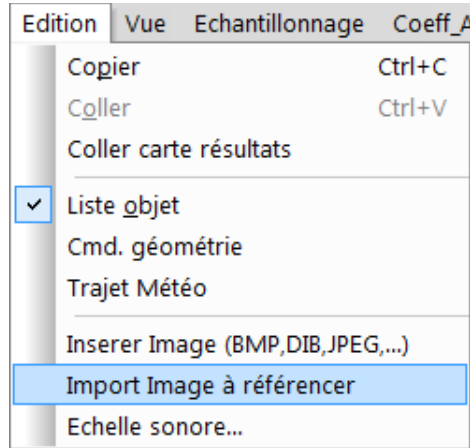 Edition Vue Echantillonnage Coeff_A
Copier Ctrl+C
Coller Ctrl+V
Coller carte résultats
Liste objet
Cmd. géométrie
Trajet Météo
Inserer Image (BMP,DIB,JPEG,...)
Import Image à référencer
Echelle sonore...